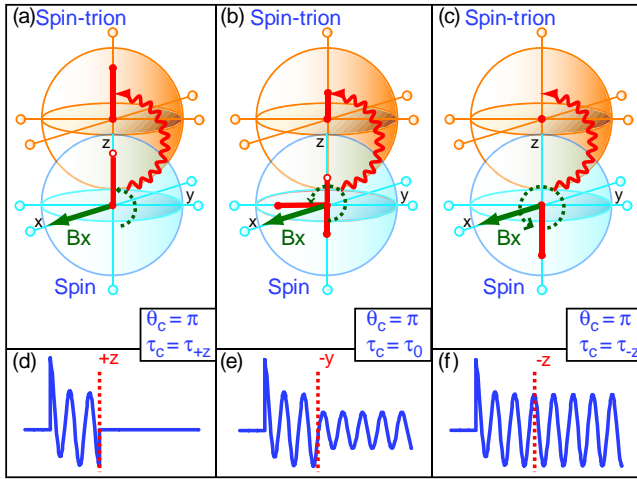 (a)
Spin-trion
z
y
x
Bx
Spin
θc = π
τc = τ+z
(b)
Spin-trion
z
y
x
Bx
Spin
θc = π
τc = τ0
(c)
Spin-trion
z
y
x
Bx
Spin
θc = π
τc = τ-z
(d)
+z
(e)
-y
(f)
-z